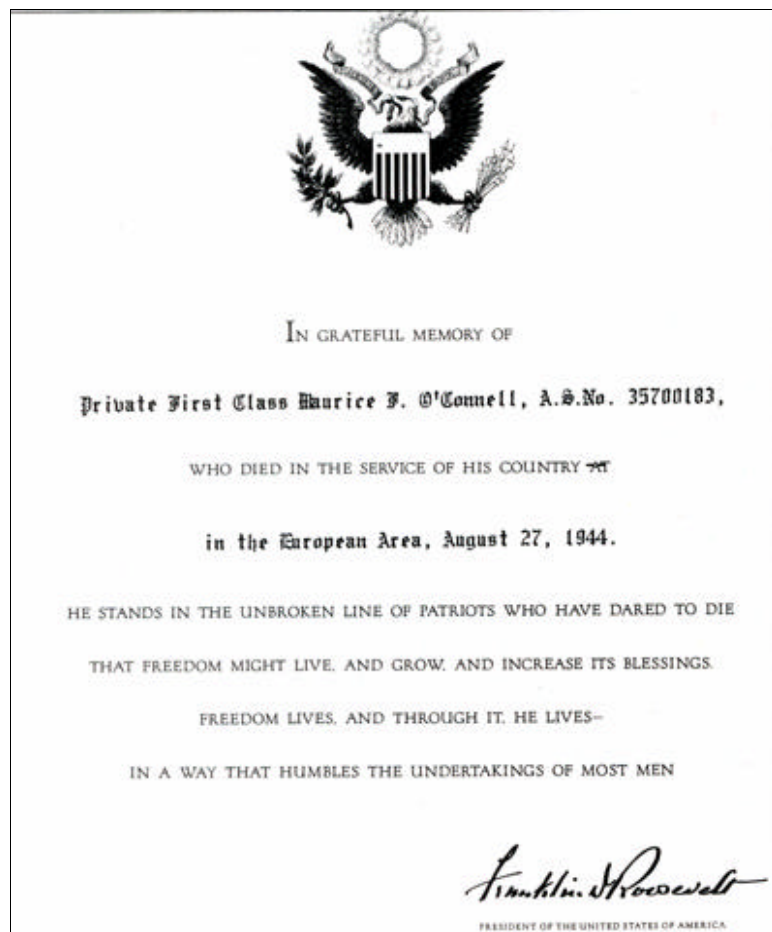 IN GRATEFUL MEMORY OF
Private First Class Maurice F. O'Connell, A.S.No. 35700183,
WHO DIED IN THE SERVICE OF HIS COUNTRY AT
in the European Area, August 27, 1944.
HE STANDS IN THE UNBROKEN LINE OF PATRIOTS WHO HAVE DARED TO DIE
THAT FREEDOM MIGHT LIVE, AND GROW, AND INCREASE ITS BLESSINGS.
FREEDOM LIVES, AND THROUGH IT, HE LIVES—
IN A WAY THAT HUMBLES THE UNDERTAKINGS OF MOST MEN
Franklin D Roosevelt
PRESIDENT OF THE UNITED STATES OF AMERICA